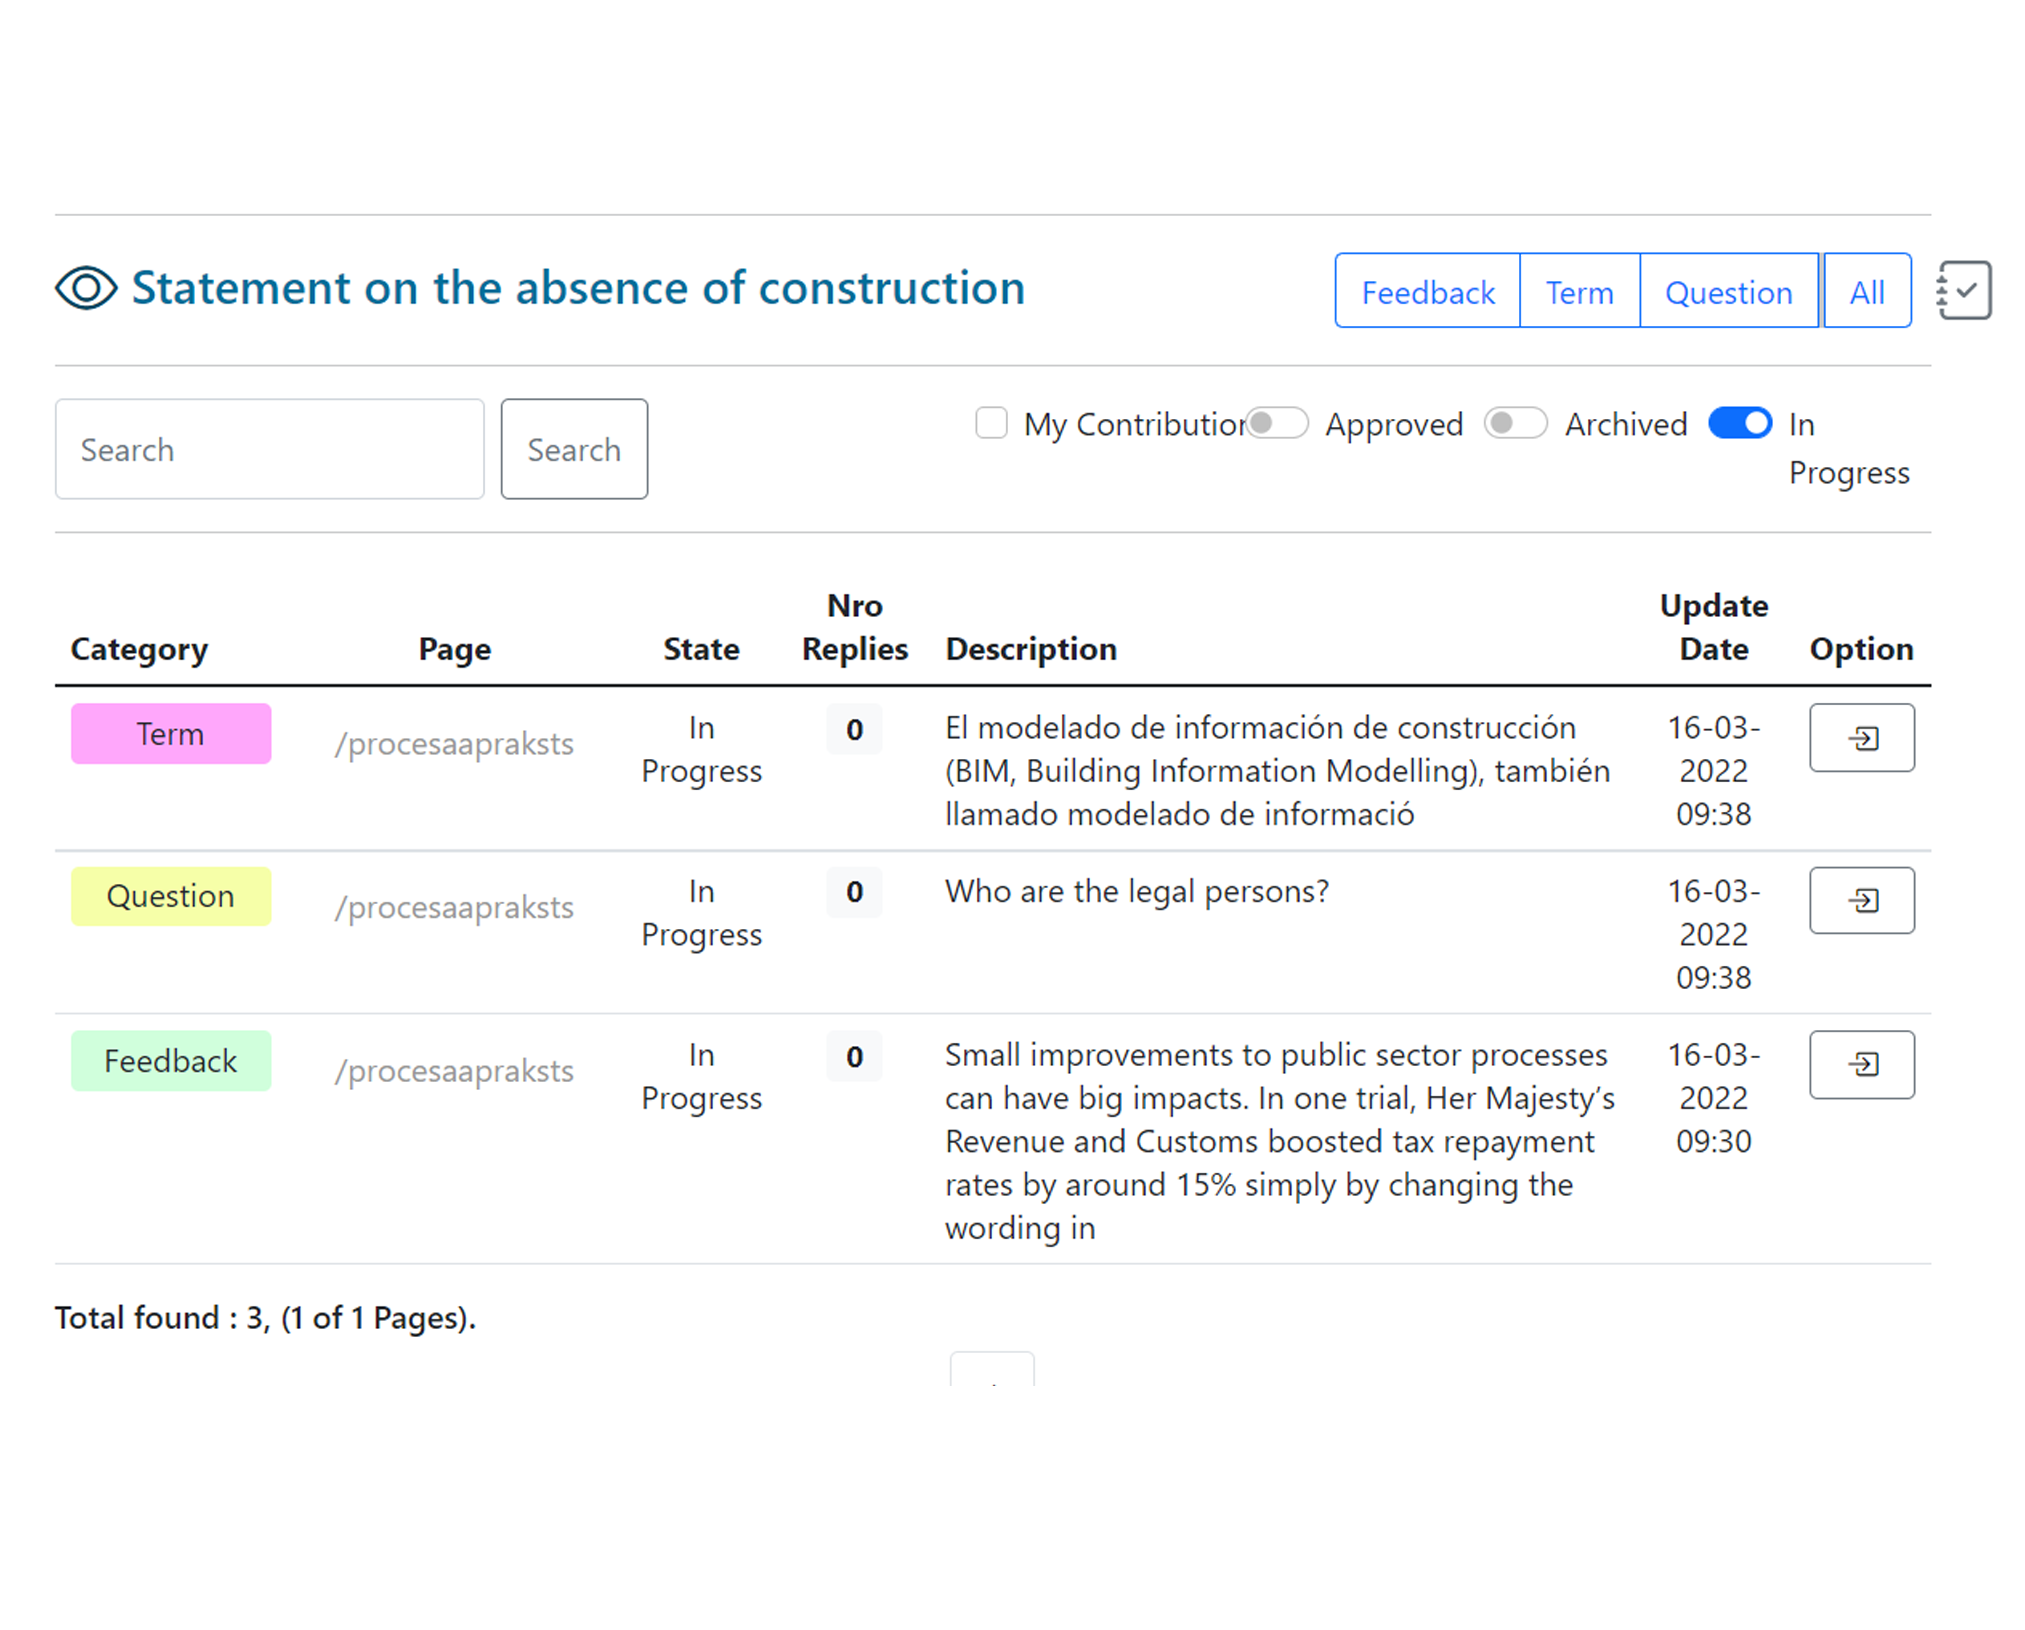 Statement on the absence of construction
Feedback Term Question All
Search Search
My Contribution Approved Archived In
Progress
Nro Update
Category Page State Replies Description Date Option
Term /procesaapraksts In 0 El modelado de información de construcción 16-03-
Progress (BIM, Building Information Modelling), también 2022
llamado modelado de informació 09:38
Question /procesaapraksts In 0 Who are the legal persons? 16-03-
Progress 2022
09:38
Feedback /procesaapraksts In 0 Small improvements to public sector processes 16-03-
Progress can have big impacts. In one trial, Her Majesty’s 2022
Revenue and Customs boosted tax repayment 09:30
rates by around 15% simply by changing the
wording in
Total found : 3, (1 of 1 Pages).